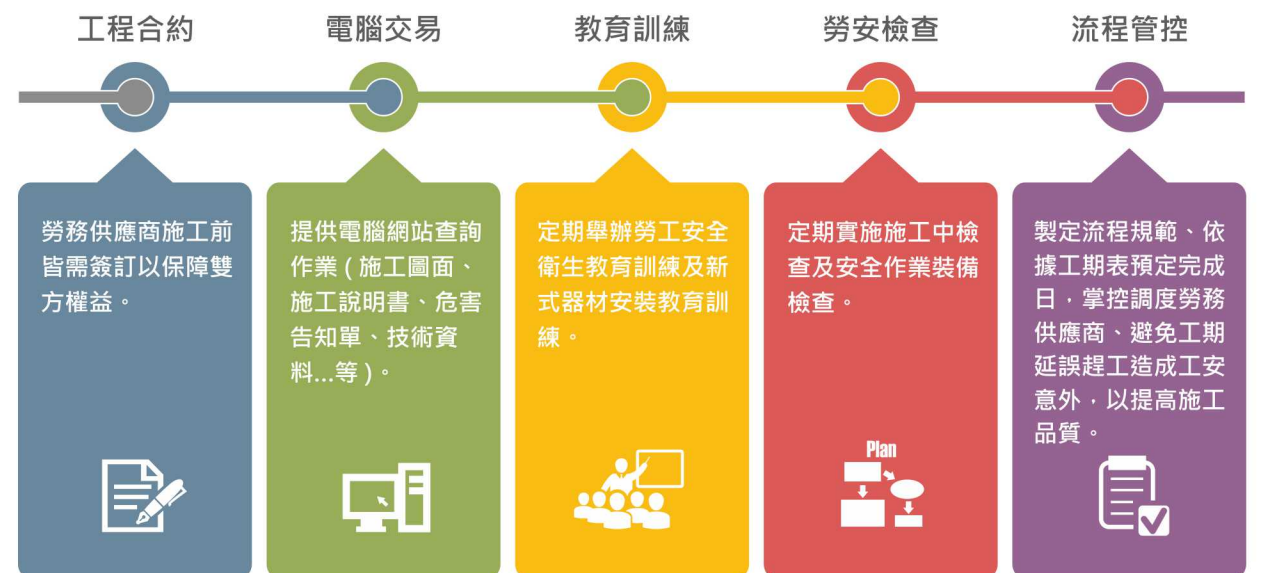 工程合約
電腦交易
教育訓練
勞安檢查
流程管控
勞務供應商施工前
皆需簽訂以保障雙
方權益。
提供電腦網站查詢
作業 ( 施工圖面、
施工說明書、危害
告知單、技術資
料...等 ) 。
定期舉辦勞工安全
衛生教育訓練及新
式器材安裝教育訓
練。
定期實施施工中檢
查及安全作業裝備
檢查。
Plan
製定流程規範、依
據工期表預定完成
日，掌控調度勞務
供應商、避免工期
延誤趕工造成工安
意外，以提高施工
品質。